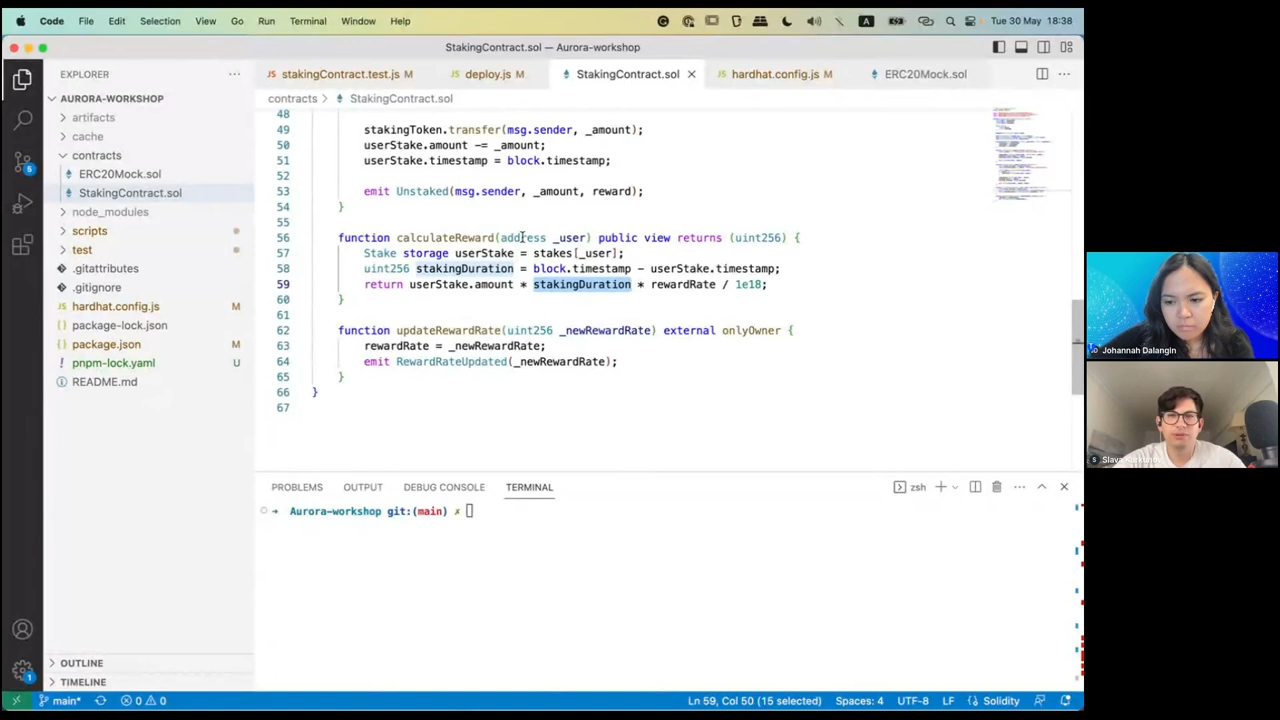 Code File Edit Selection View Go Run Terminal Window Help A Tue 30 May 18:38
StakingContract.sol — Aurora-workshop
EXPLORER
stakingContract.test.js M deploy.js M StakingContract.sol hardhat.config.js M ERC20Mock.sol
AURORA-WORKSHOP
contracts > StakingContract.sol
artifacts
cache
contracts
ERC20Mock.sol
StakingContract.sol
node_modules
scripts
test
.gitattributes
.gitignore
hardhat.config.js M
package-lock.json
package.json M
pnpm-lock.yaml U
README.md
OUTLINE
TIMELINE
5
1
48
49 stakingToken.transfer(msg.sender, _amount);
50 userStake.amount -= _amount;
51 userStake.timestamp = block.timestamp;
52
53 emit Unstaked(msg.sender, _amount, reward);
54 }
55
56 function calculateReward(address _user) public view returns (uint256) {
57 Stake storage userStake = stakes[_user];
58 uint256 stakingDuration = block.timestamp - userStake.timestamp;
59 return userStake.amount * stakingDuration * rewardRate / 1e18;
60 }
61
62 function updateRewardRate(uint256 _newRewardRate) external onlyOwner {
63 rewardRate = _newRewardRate;
64 emit RewardRateUpdated(_newRewardRate);
65 }
66 }
67
PROBLEMS OUTPUT DEBUG CONSOLE TERMINAL zsh
Aurora-workshop git:(main) ✗
main* 0 0 Ln 59, Col 50 (15 selected) Spaces: 4 UTF-8 LF Solidity
Johannah Dalangin
Slava